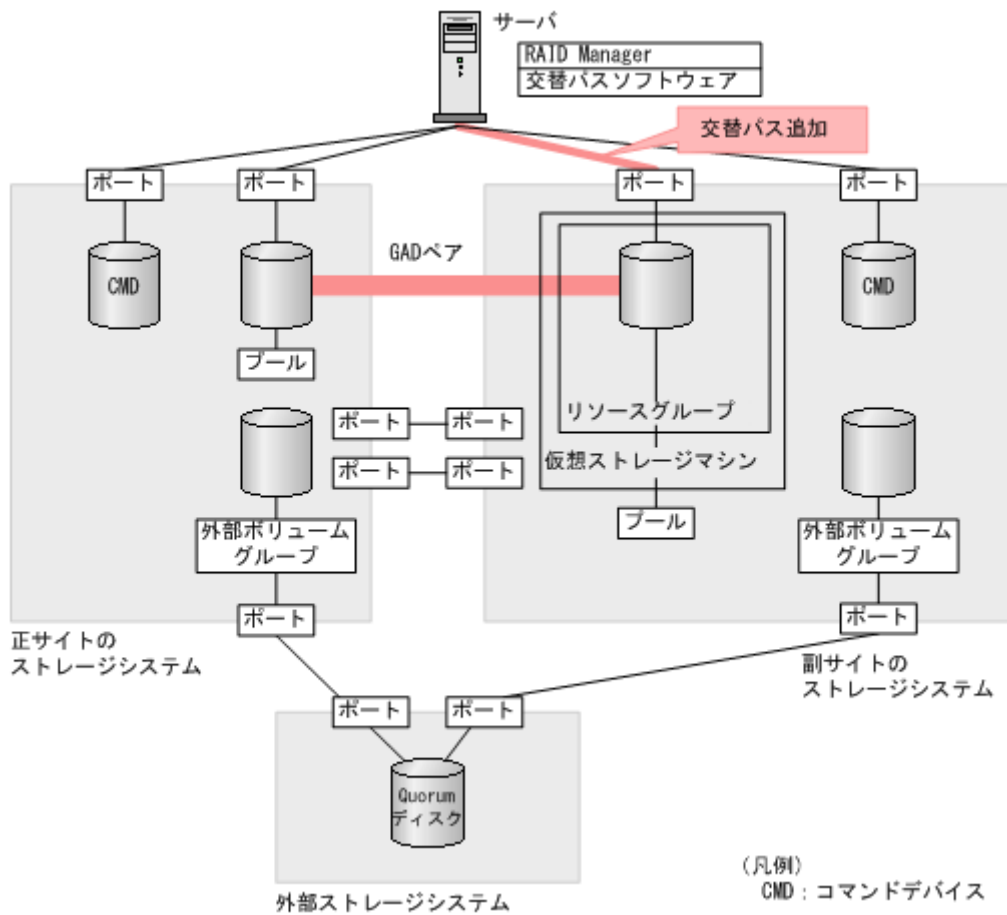 サーバ
RAID Manager
交替パスソフトウェア
交替パス追加
ポート
ポート
ポート
ポート
GADペア
CMD
CMD
プール
ポート
ポート
リソースグループ
ポート
ポート
仮想ストレージマシン
プール
外部ボリューム
グループ
外部ボリューム
グループ
ポート
ポート
正サイトの
ストレージシステム
副サイトの
ストレージシステム
ポート
ポート
Quorum
ディスク
外部ストレージシステム
(凡例)
CMD : コマンドデバイス